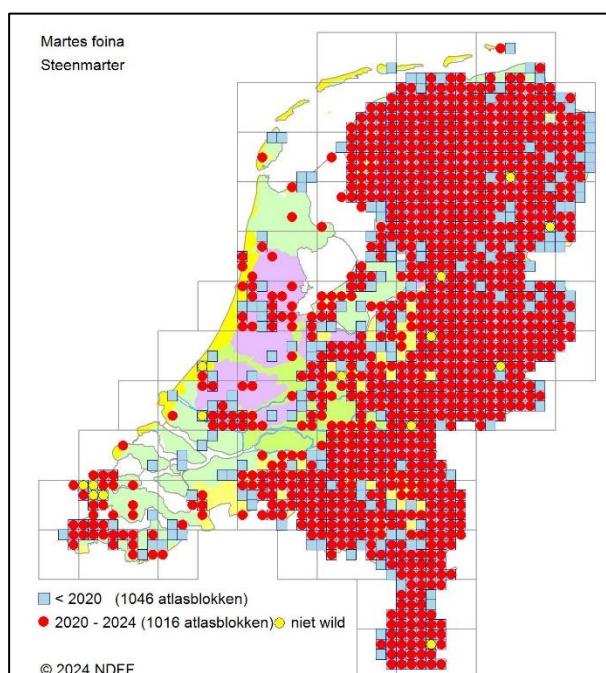 Martes foina
Steenmarter
< 2020 (1046 atlasblokken)
2020 - 2024 (1016 atlasblokken) niet wild
© 2024 NDFF